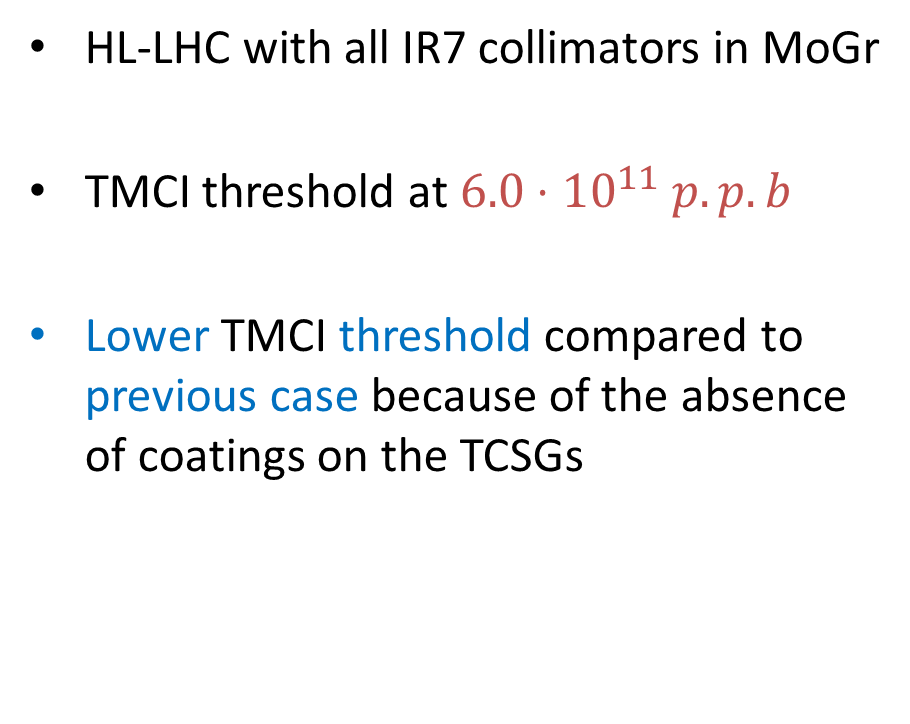 • HL-LHC with all IR7 collimators in MoGr
• TMCI threshold at 6.0 · 10¹¹ p.p.b
• Lower TMCI threshold compared to
previous case because of the absence
of coatings on the TCSGs